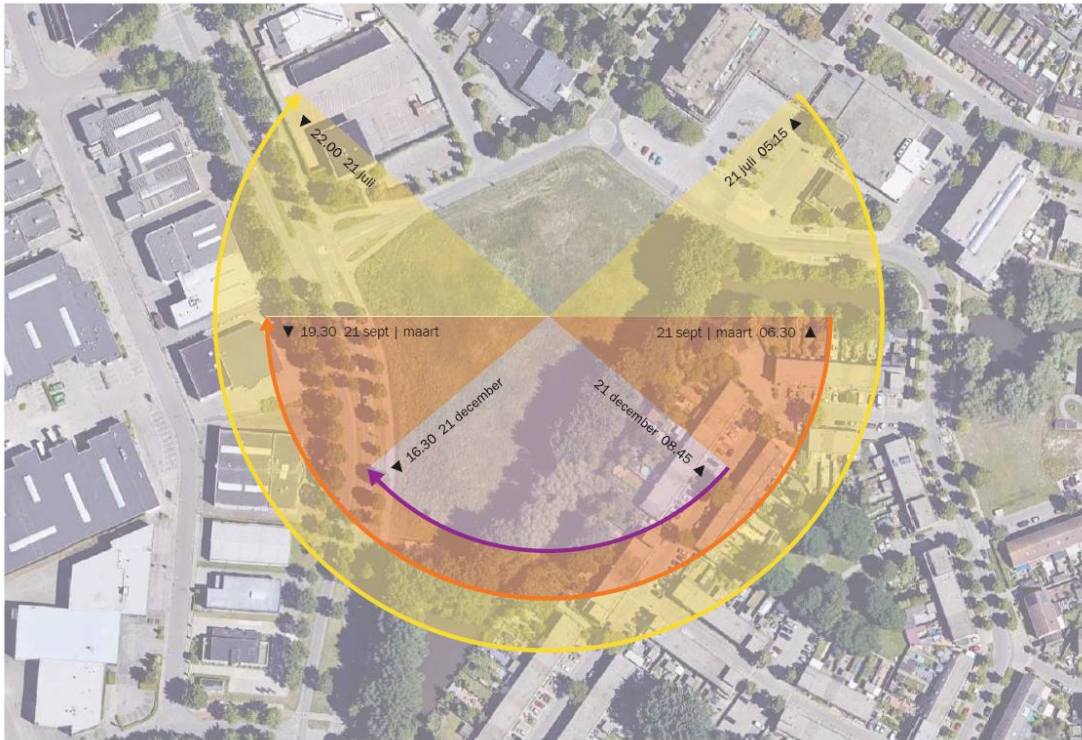 ▼ 22.00 21 juli
21 juli 05.15 ▲
▼ 19.30 21 sept | maart
21 sept | maart 06.30 ▲
▼ 16.30 21 december
21 december 08.45 ▲